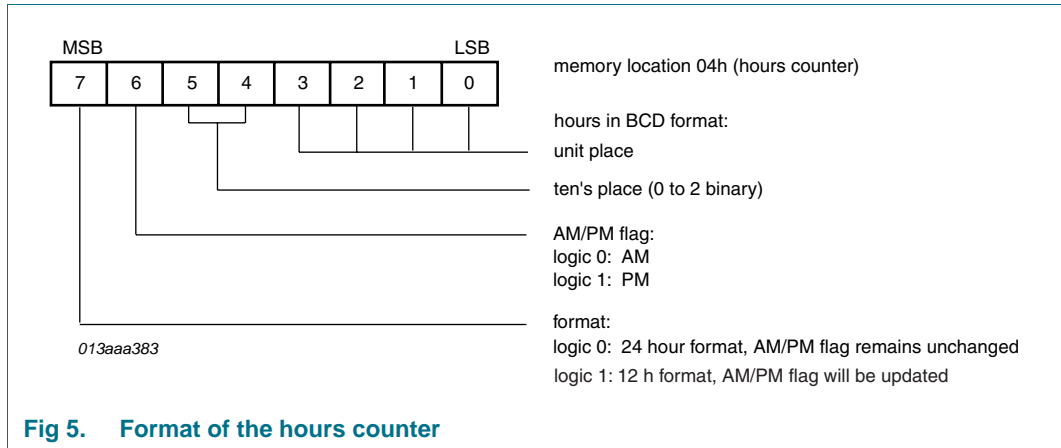 MSB LSB
7 6 5 4 3 2 1 0
memory location 04h (hours counter)
hours in BCD format:
unit place
ten's place (0 to 2 binary)
AM/PM flag:
logic 0: AM
logic 1: PM
format:
logic 0: 24 hour format, AM/PM flag remains unchanged
logic 1: 12 h format, AM/PM flag will be updated
013aaa383
Fig 5. Format of the hours counter